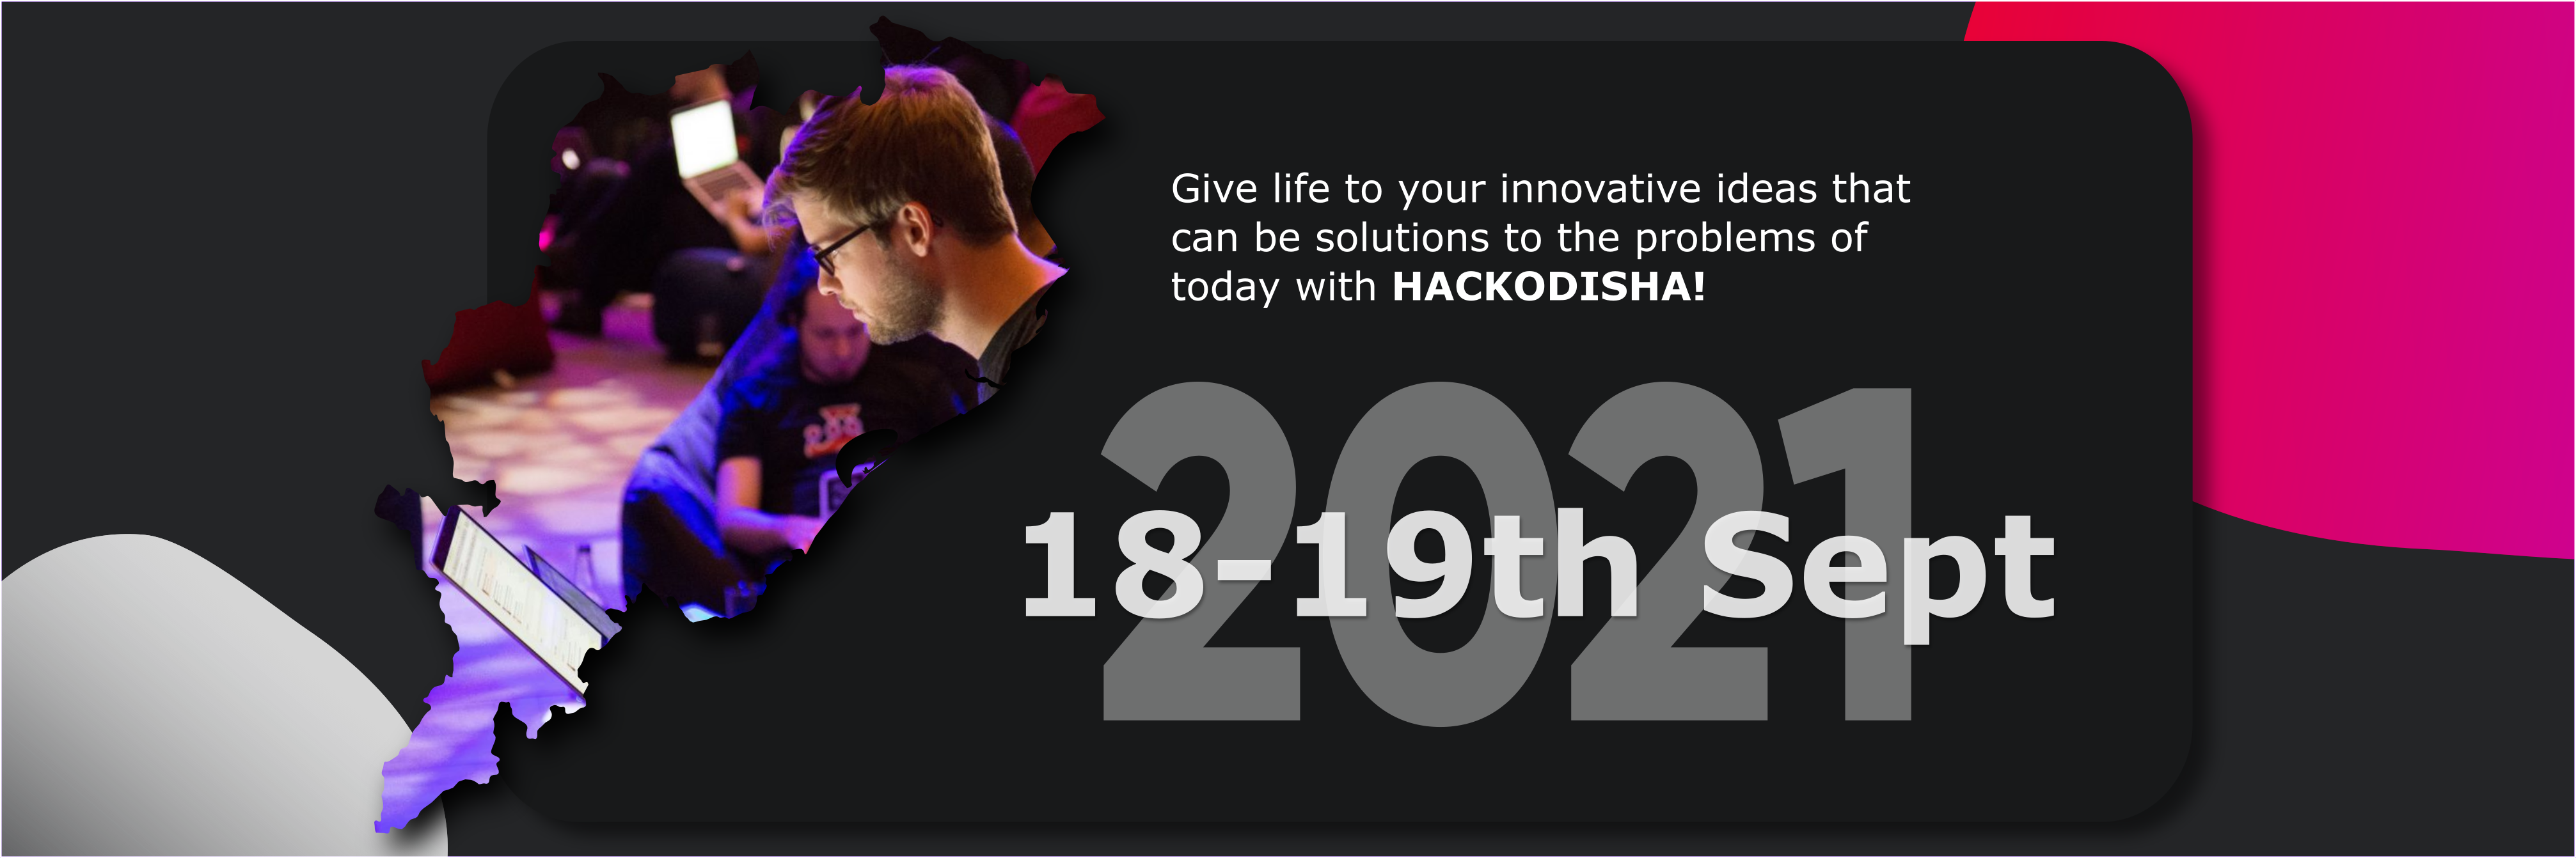 Give life to your innovative ideas that
can be solutions to the problems of
today with HACKODISHA!
2021
18-19th Sept